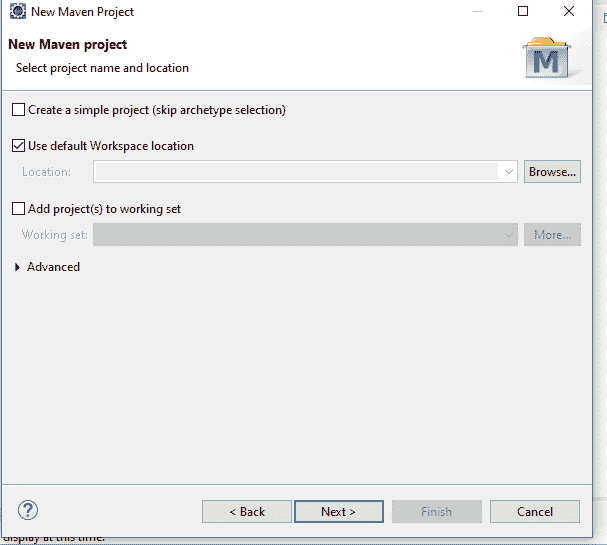 New Maven Project
New Maven project
Select project name and location
M
Create a simple project (skip archetype selection)
Use default Workspace location
Location:
Browse...
Add project(s) to working set
Working set:
More...
Advanced
?
< Back
Next >
Finish
Cancel
display at this time.